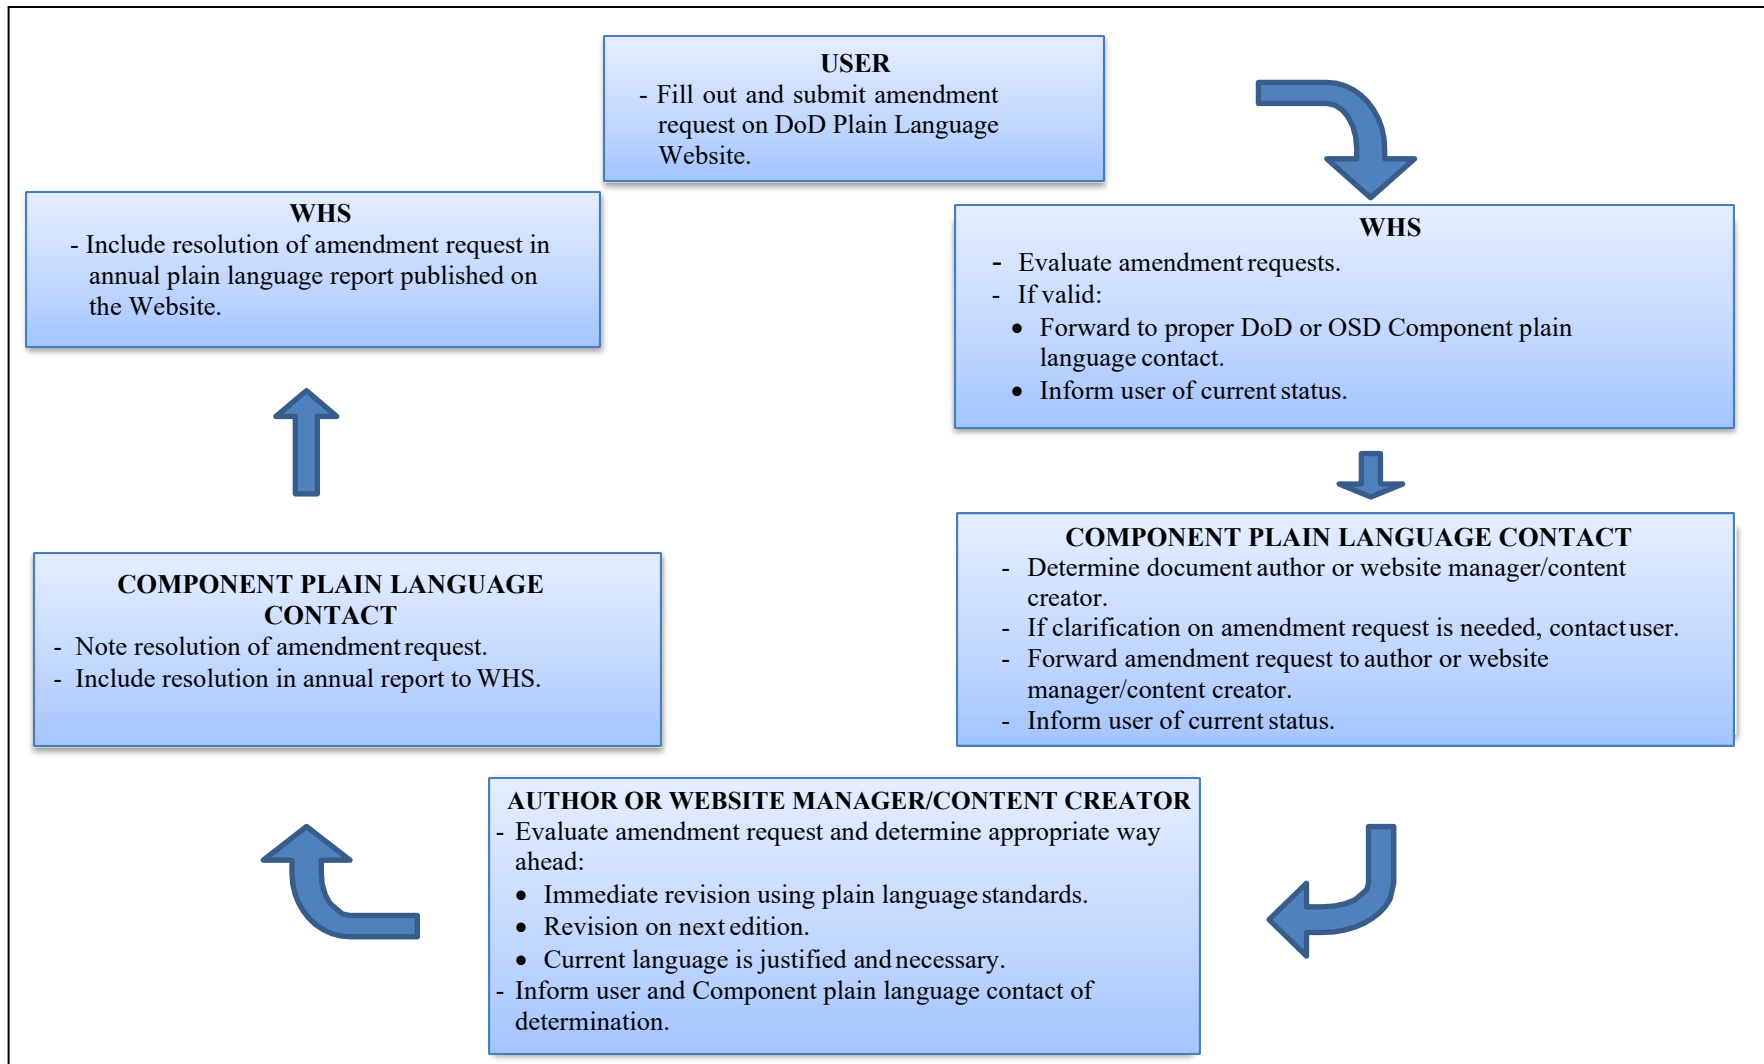 USER
- Fill out and submit amendment
request on DoD Plain Language
Website.
WHS
- Evaluate amendment requests.
- If valid:
• Forward to proper DoD or OSD Component plain
language contact.
• Inform user of current status.
COMPONENT PLAIN LANGUAGE CONTACT
- Determine document author or website manager/content
creator.
- If clarification on amendment request is needed, contact user.
- Forward amendment request to author or website
manager/content creator.
- Inform user of current status.
AUTHOR OR WEBSITE MANAGER/CONTENT CREATOR
- Evaluate amendment request and determine appropriate way
ahead:
• Immediate revision using plain language standards.
• Revision on next edition.
• Current language is justified and necessary.
- Inform user and Component plain language contact of
determination.
COMPONENT PLAIN LANGUAGE
CONTACT
- Note resolution of amendment request.
- Include resolution in annual report to WHS.
WHS
- Include resolution of amendment request in
annual plain language report published on
the Website.